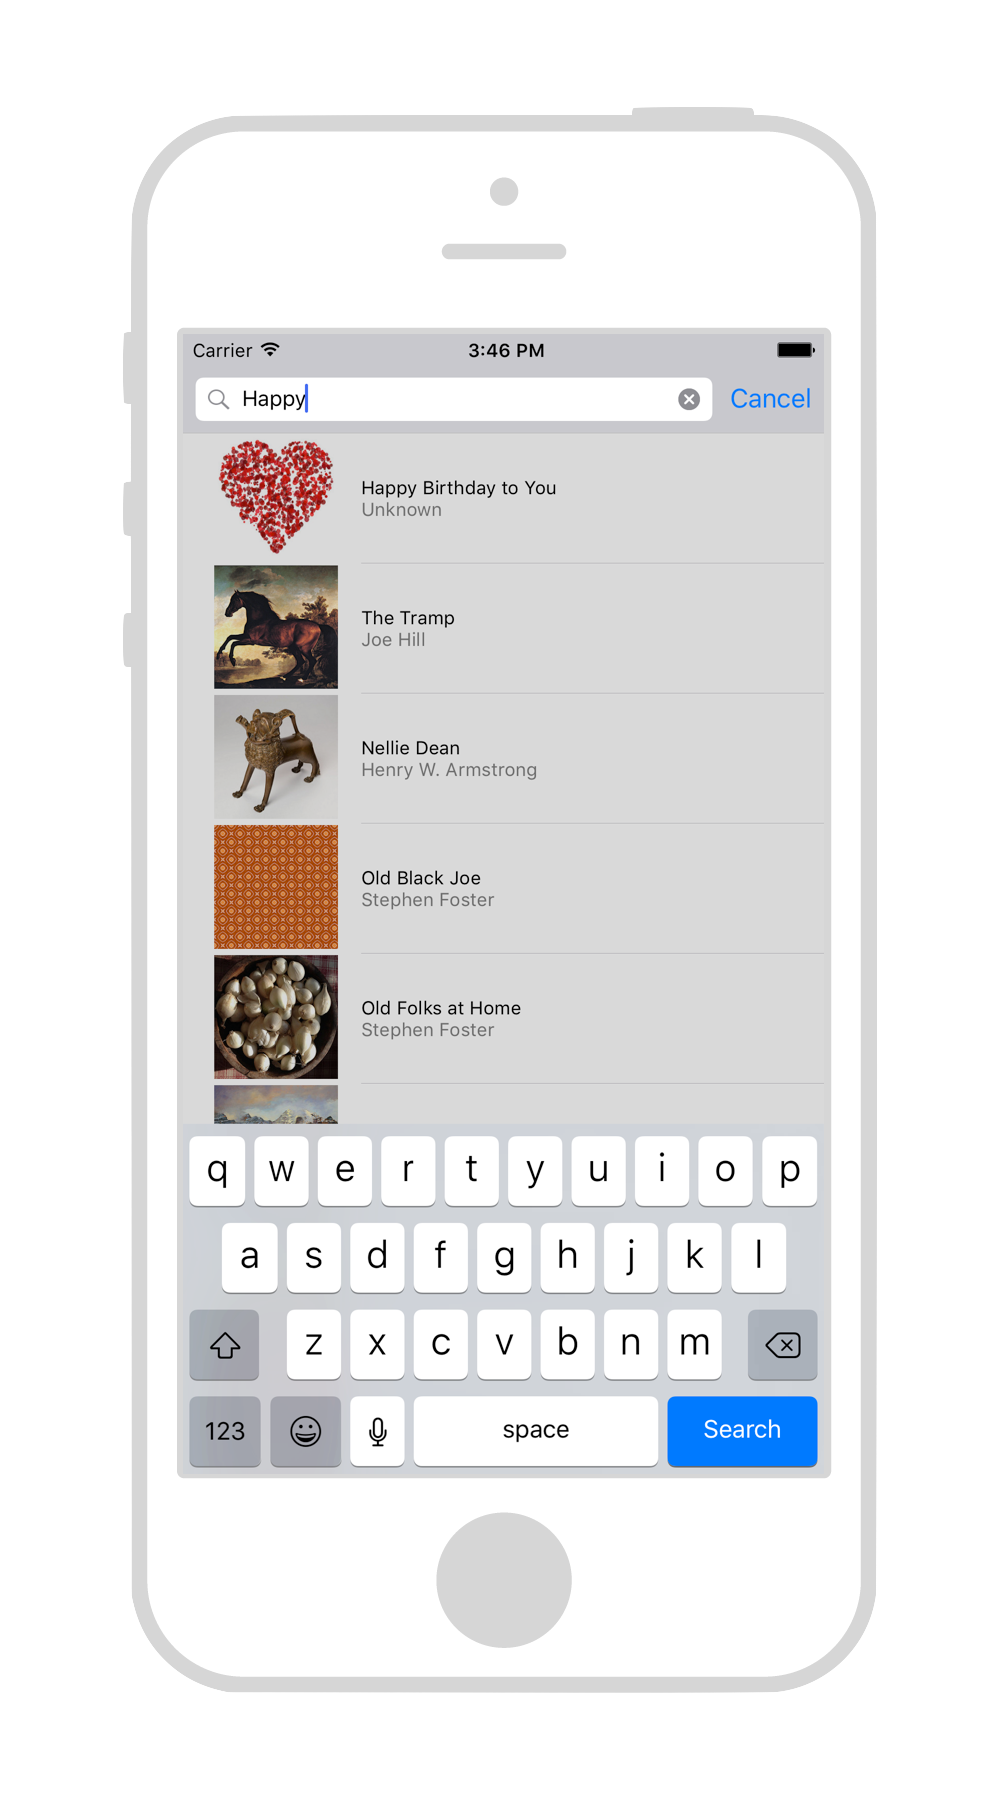 Carrier 3:46 PM
Happy Cancel
Happy Birthday to You
Unknown
The Tramp
Joe Hill
Nellie Dean
Henry W. Armstrong
Old Black Joe
Stephen Foster
Old Folks at Home
Stephen Foster
q w e r t y u i o p
a s d f g h j k l
z x c v b n m
123 space Search